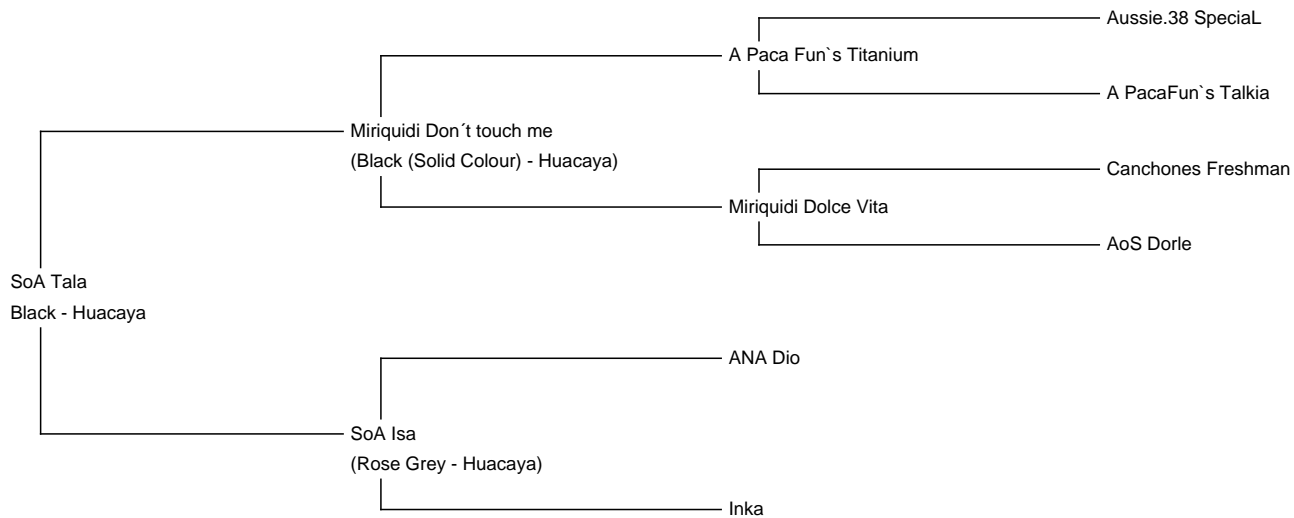 Aussie.38 SpeciaL
A Paca Fun`s Titanium
A PacaFun`s Talkia
Miriquidi Don´t touch me
(Black (Solid Colour) - Huacaya)
Canchones Freshman
Miriquidi Dolce Vita
AoS Dorle
SoA Tala
Black - Huacaya
ANA Dio
SoA Isa
(Rose Grey - Huacaya)
Inka